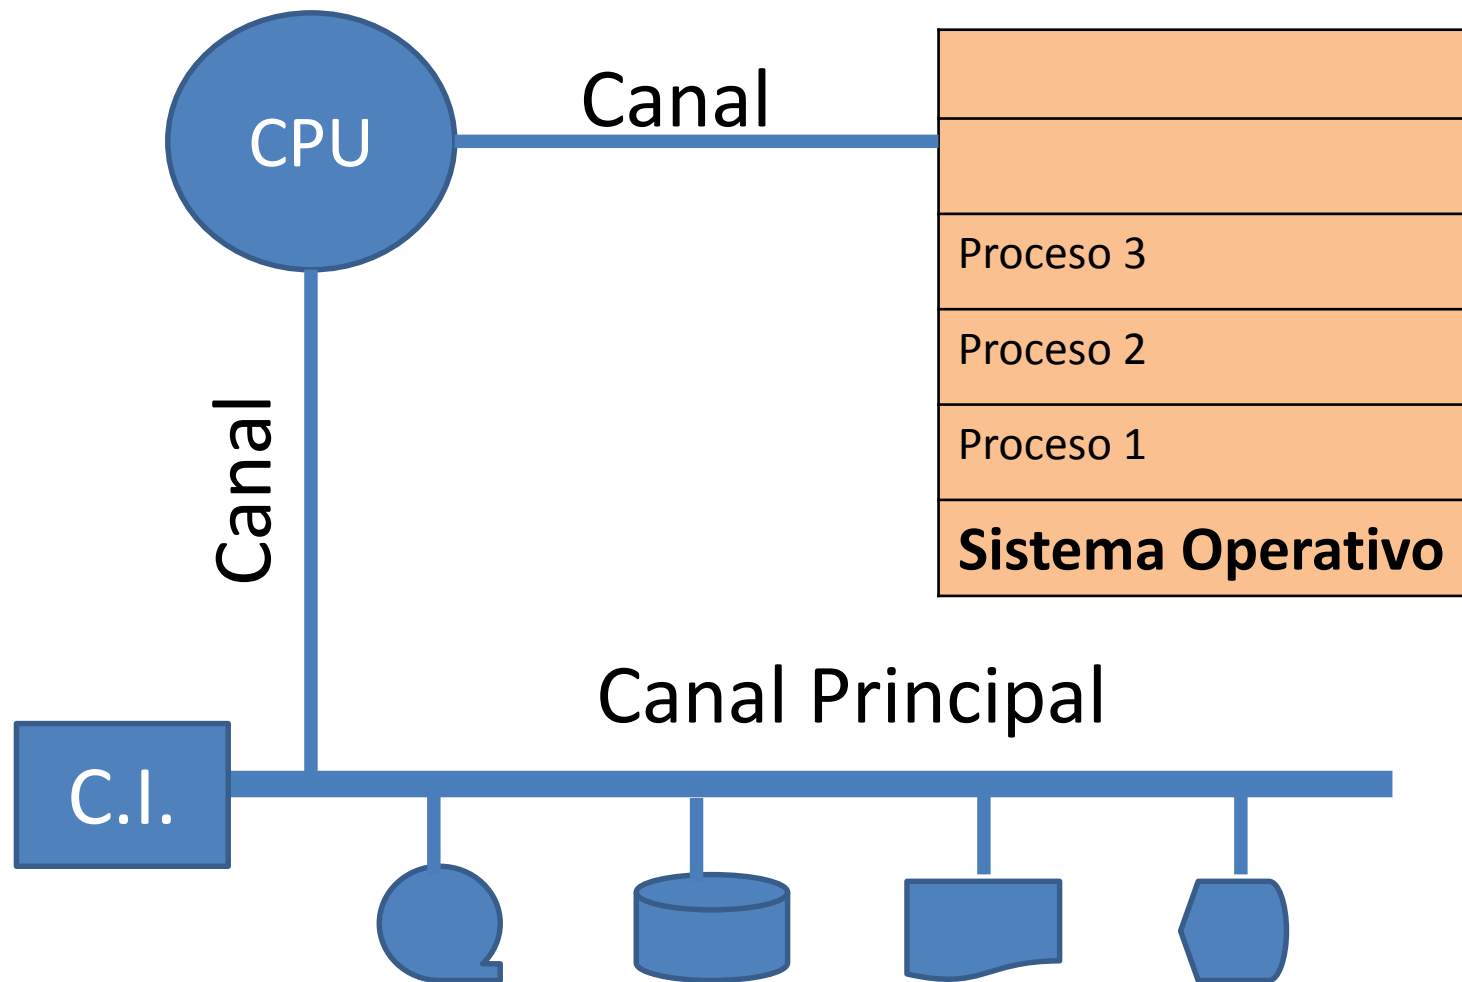 CPU
Canal
Proceso 3
Proceso 2
Proceso 1
Sistema Operativo
Canal
Canal Principal
C.I.